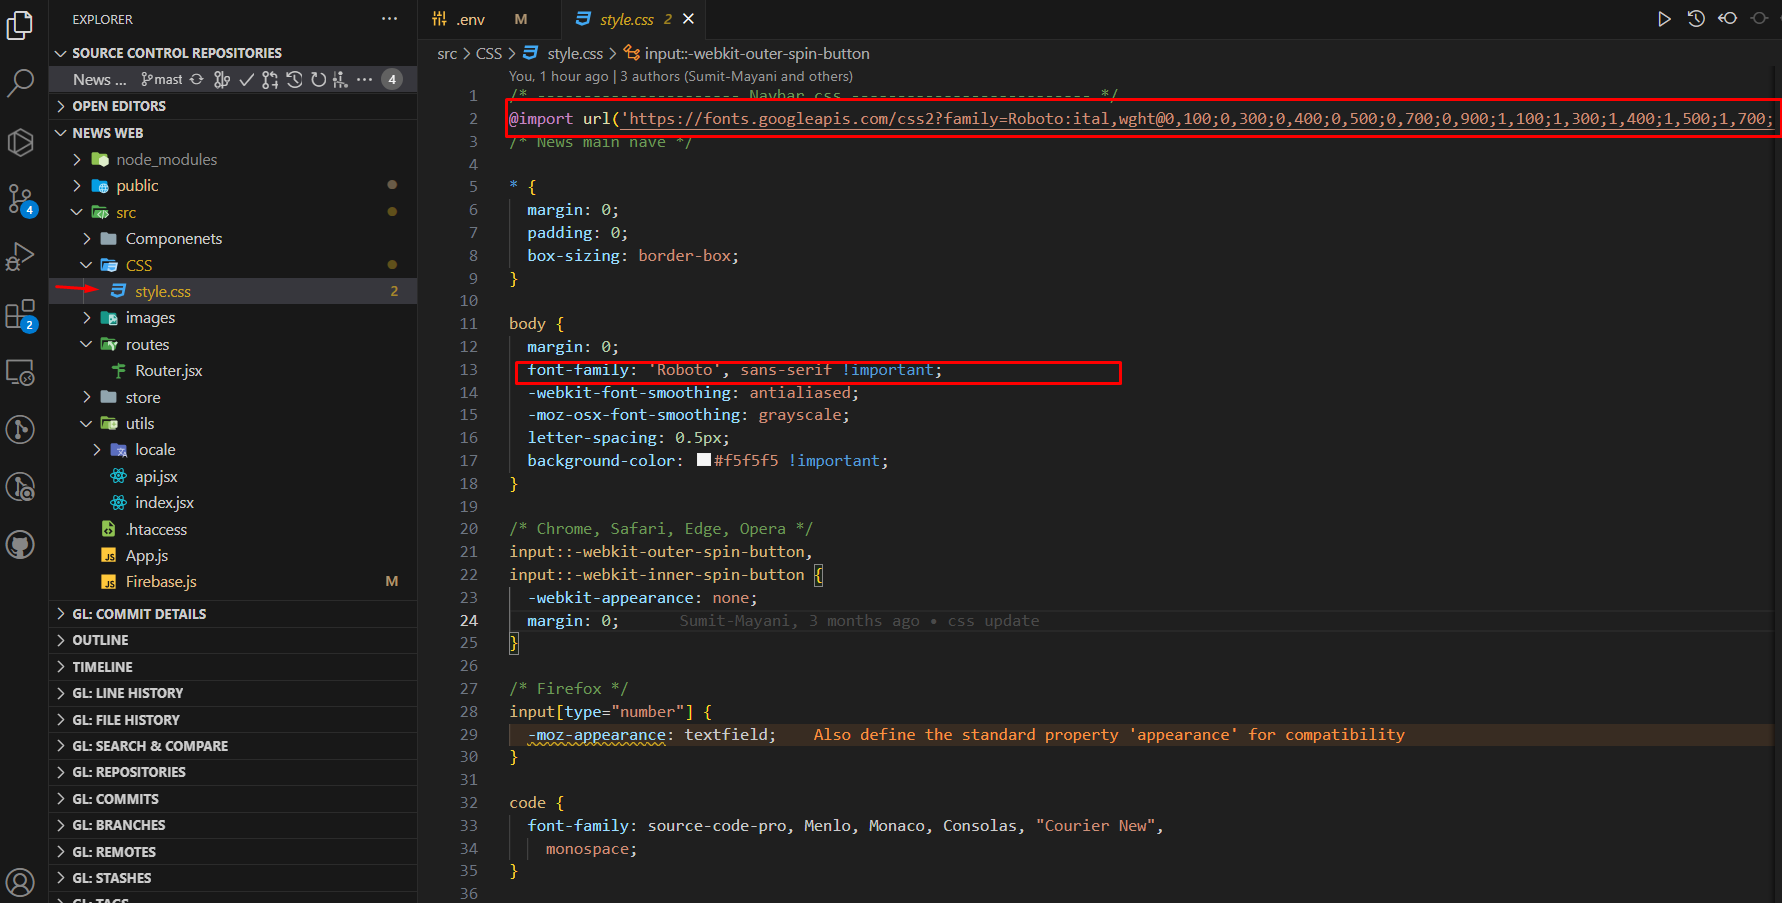 EXPLORER
SOURCE CONTROL REPOSITORIES
News ... mast 4
OPEN EDITORS
NEWS WEB
node_modules
public
src
Componenets
CSS
style.css 2
images
routes
Router.jsx
store
utils
locale
api.jsx
index.jsx
.htaccess
JS App.js
JS Firebase.js M
GL: COMMIT DETAILS
OUTLINE
TIMELINE
GL: LINE HISTORY
GL: FILE HISTORY
GL: SEARCH & COMPARE
GL: REPOSITORIES
GL: COMMITS
GL: BRANCHES
GL: REMOTES
GL: STASHES
GL: TAGS
4
2
.env M
style.css 2
src > CSS > style.css > input::-webkit-outer-spin-button
You, 1 hour ago | 3 authors (Sumit-Mayani and others)
1 /* ---------------------- Navbar css -------------------------- */
2 @import url('https://fonts.googleapis.com/css2?family=Roboto:ital,wght@0,100;0,300;0,400;0,500;0,700;0,900;1,100;1,300;1,400;1,500;1,700;
3 /* News main nave */
4
5 * {
6 margin: 0;
7 padding: 0;
8 box-sizing: border-box;
9 }
10
11 body {
12 margin: 0;
13 font-family: 'Roboto', sans-serif !important;
14 -webkit-font-smoothing: antialiased;
15 -moz-osx-font-smoothing: grayscale;
16 letter-spacing: 0.5px;
17 background-color: #f5f5f5 !important;
18 }
19
20 /* Chrome, Safari, Edge, Opera */
21 input::-webkit-outer-spin-button,
22 input::-webkit-inner-spin-button {
23 -webkit-appearance: none;
24 margin: 0; Sumit-Mayani, 3 months ago • css update
25 }
26
27 /* Firefox */
28 input[type="number"] {
29 -moz-appearance: textfield; Also define the standard property 'appearance' for compatibility
30 }
31
32 code {
33 font-family: source-code-pro, Menlo, Monaco, Consolas, "Courier New",
34 monospace;
35 }
36